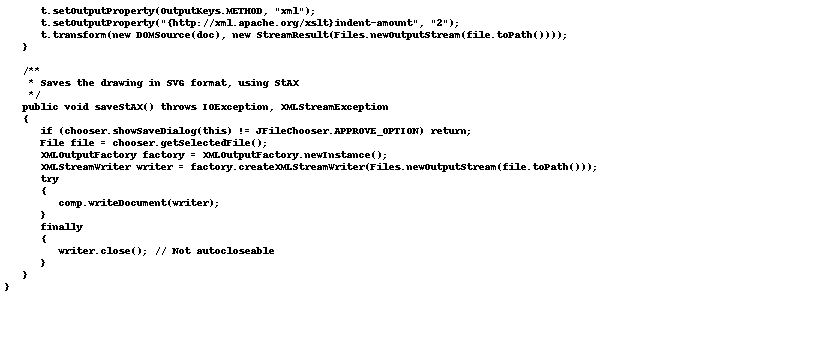 t.setOutputProperty(OutputKeys.METHOD, "xml");
t.setOutputProperty("{http://xml.apache.org/xslt}indent-amount", "2");
t.transform(new DOMSource(doc), new StreamResult(Files.newOutputStream(file.toPath())));
}
/**
* Saves the drawing in SVG format, using StAX
*/
public void saveStAX() throws IOException, XMLStreamException
{
if (chooser.showSaveDialog(this) != JFileChooser.APPROVE_OPTION) return;
File file = chooser.getSelectedFile();
XMLOutputFactory factory = XMLOutputFactory.newInstance();
XMLStreamWriter writer = factory.createXMLStreamWriter(Files.newOutputStream(file.toPath()));
try
{
comp.writeDocument(writer);
}
finally
{
writer.close(); // Not autocloseable
}
}
}